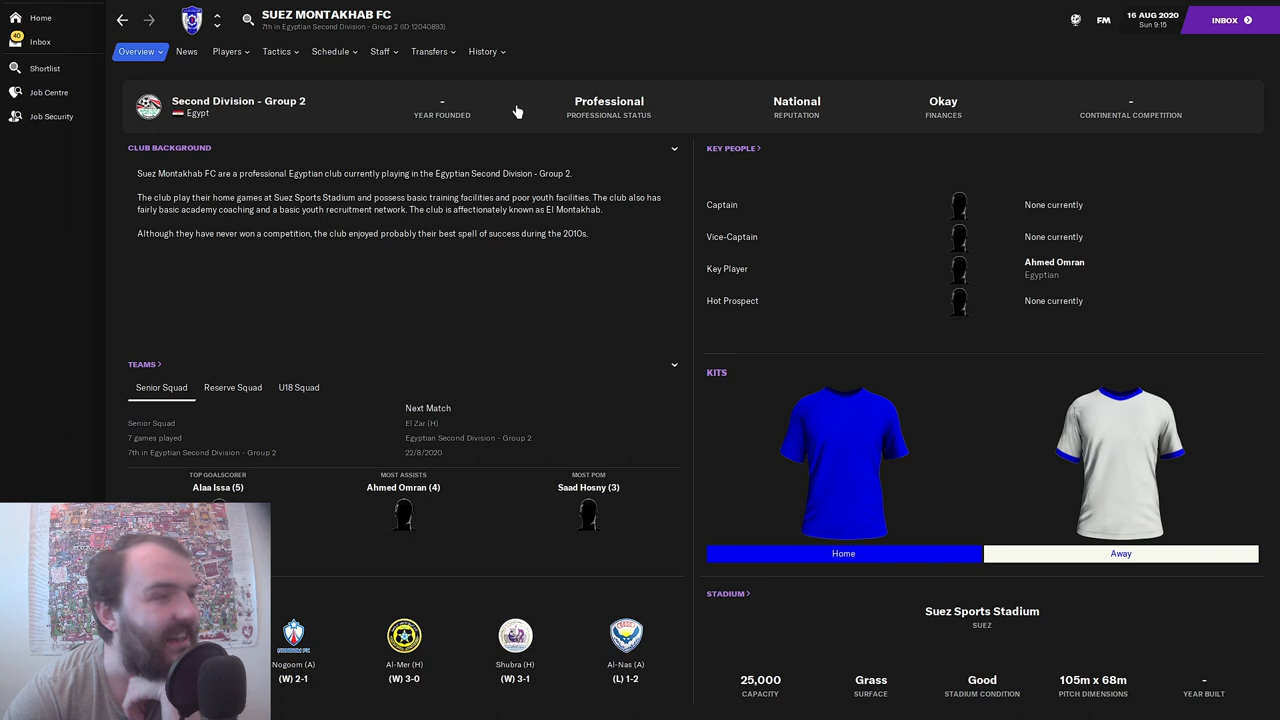 Home
40
Inbox
Shortlist
Job Centre
Job Security
SUEZ MONTAKHAB FC
7th in Egyptian Second Division - Group 2 (ID:12040893)
FM
16 AUG 2020
Sun 9:15
INBOX
Overview
News
Players
Tactics
Schedule
Staff
Transfers
History
Second Division - Group 2
Egypt
-
YEAR FOUNDED
Professional
PROFESSIONAL STATUS
National
REPUTATION
Okay
FINANCES
-
CONTINENTAL COMPETITION
CLUB BACKGROUND
Suez Montakhab FC are a professional Egyptian club currently playing in the Egyptian Second Division - Group 2.
The club play their home games at Suez Sports Stadium and possess basic training facilities and poor youth facilities. The club also has
fairly basic academy coaching and a basic youth recruitment network. The club is affectionately known as El Montakhab.
Although they have never won a competition, the club enjoyed probably their best spell of success during the 2010s.
KEY PEOPLE >
Captain
None currently
Vice-Captain
None currently
Key Player
Ahmed Omran
Egyptian
Hot Prospect
None currently
TEAMS >
Senior Squad
Reserve Squad
U18 Squad
Senior Squad
7 games played
7th in Egyptian Second Division - Group 2
Next Match
El Zar (H)
Egyptian Second Division - Group 2
22/8/2020
TOP GOALSCORER
Alaa Issa (5)
MOST ASSISTS
Ahmed Omran (4)
MOST POM
Saad Hosny (3)
NOGOOM FC
Nogoom (A)
(W) 2-1
Al-Mer (H)
(W) 3-0
Shubra (H)
(W) 3-1
Al-Nas (A)
(L) 1-2
KITS
Home
Away
STADIUM >
Suez Sports Stadium
SUEZ
25,000
CAPACITY
Grass
SURFACE
Good
STADIUM CONDITION
105m x 68m
PITCH DIMENSIONS
-
YEAR BUILT